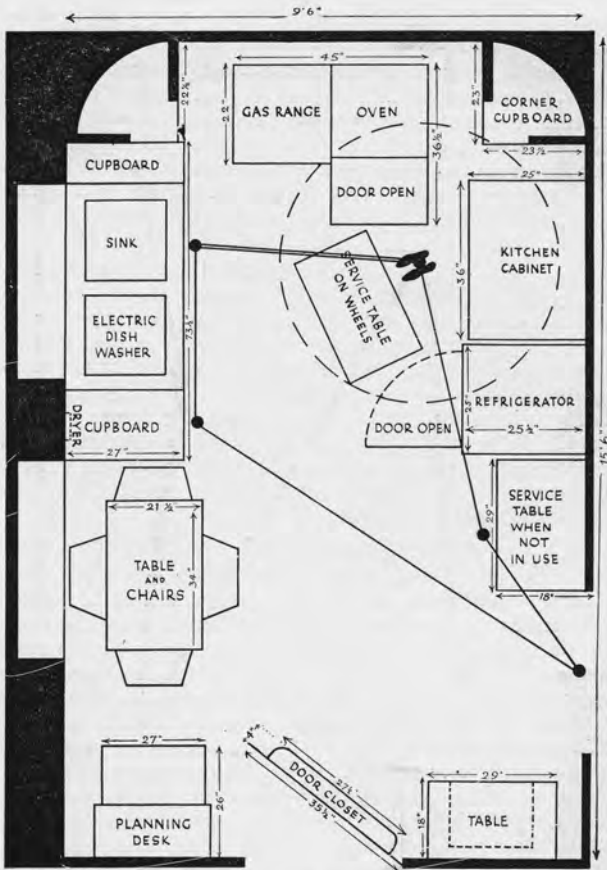 9'6"
45"
22¼"
22"
GAS RANGE
OVEN
36½"
23"
CORNER
CUPBOARD
23½
DOOR OPEN
CUPBOARD
25"
SINK
SERVICE TABLE
ON WHEELS
36"
KITCHEN
CABINET
ELECTRIC
DISH
WASHER
73½"
DRYER
CUPBOARD
27"
DOOR OPEN
25"
REFRIGERATOR
25½"
15'6"
21½
TABLE
AND
CHAIRS
34"
29"
SERVICE
TABLE
WHEN
NOT
IN USE
18"
27"
26"
PLANNING
DESK
4"
27½"
DOOR CLOSET
35¼"
29"
18"
TABLE